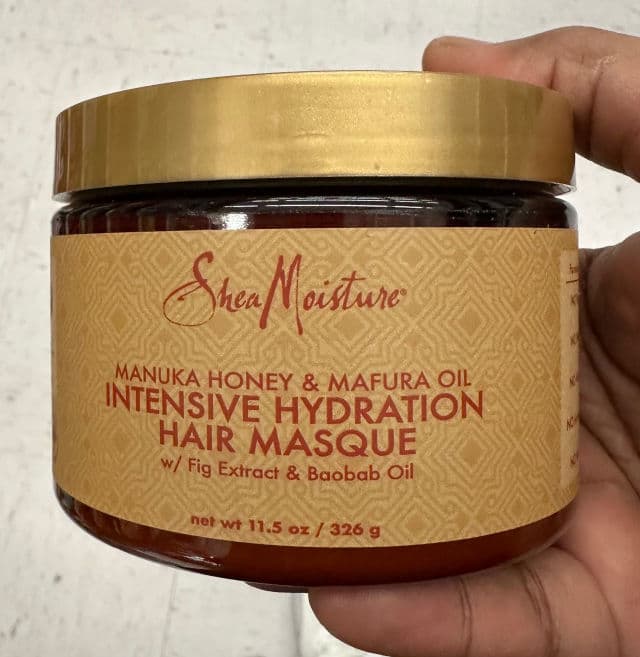 SheaMoisture®
MANUKA HONEY & MAFURA OIL
INTENSIVE HYDRATION
HAIR MASQUE
w/ Fig Extract & Baobab Oil
net wt 11.5 oz / 326 g